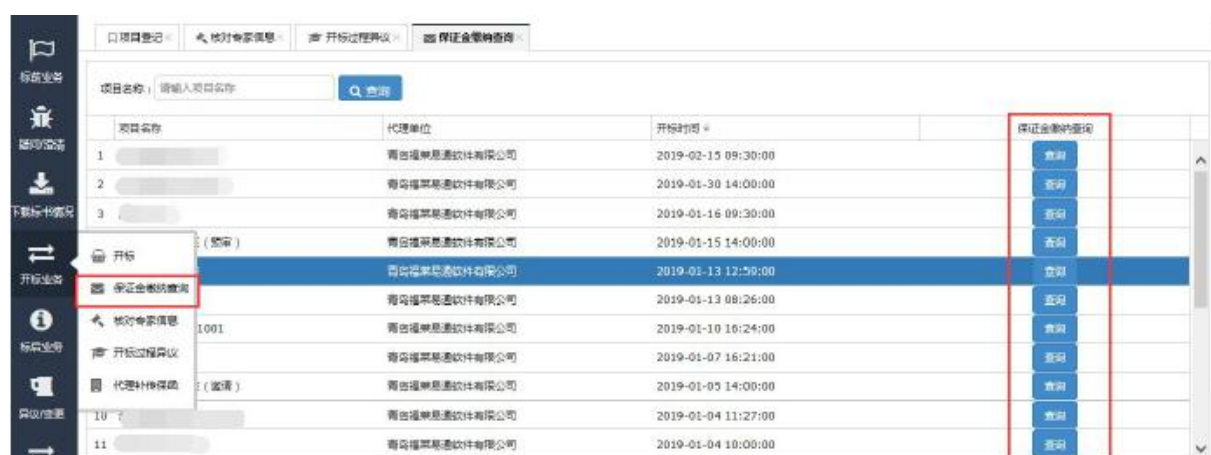 项目登记 核对专家信息 开标过程异议 保证金缴纳查询
标前业务
项目名称： 请输入项目名称 查询
疑问/澄清
项目名称 代理单位 开标时间 保证金缴纳查询
1 青岛福莱易通软件有限公司 2019-02-15 09:30:00 查询
2 青岛福莱易通软件有限公司 2019-01-30 14:00:00 查询
下载标书情况
3 青岛福莱易通软件有限公司 2019-01-16 09:30:00 查询
（预审） 青岛福莱易通软件有限公司 2019-01-15 14:00:00 查询
开标业务
开标
青岛福莱易通软件有限公司 2019-01-13 12:59:00 查询
保证金缴纳查询
青岛福莱易通软件有限公司 2019-01-13 08:26:00 查询
核对专家信息
1001 青岛福莱易通软件有限公司 2019-01-10 16:24:00 查询
标后业务
开标过程异议
青岛福莱易通软件有限公司 2019-01-07 16:21:00 查询
代理补传保函
（邀请） 青岛福莱易通软件有限公司 2019-01-05 14:00:00 查询
异议/变更
10 青岛福莱易通软件有限公司 2019-01-04 11:27:00 查询
11 青岛福莱易通软件有限公司 2019-01-04 10:00:00 查询